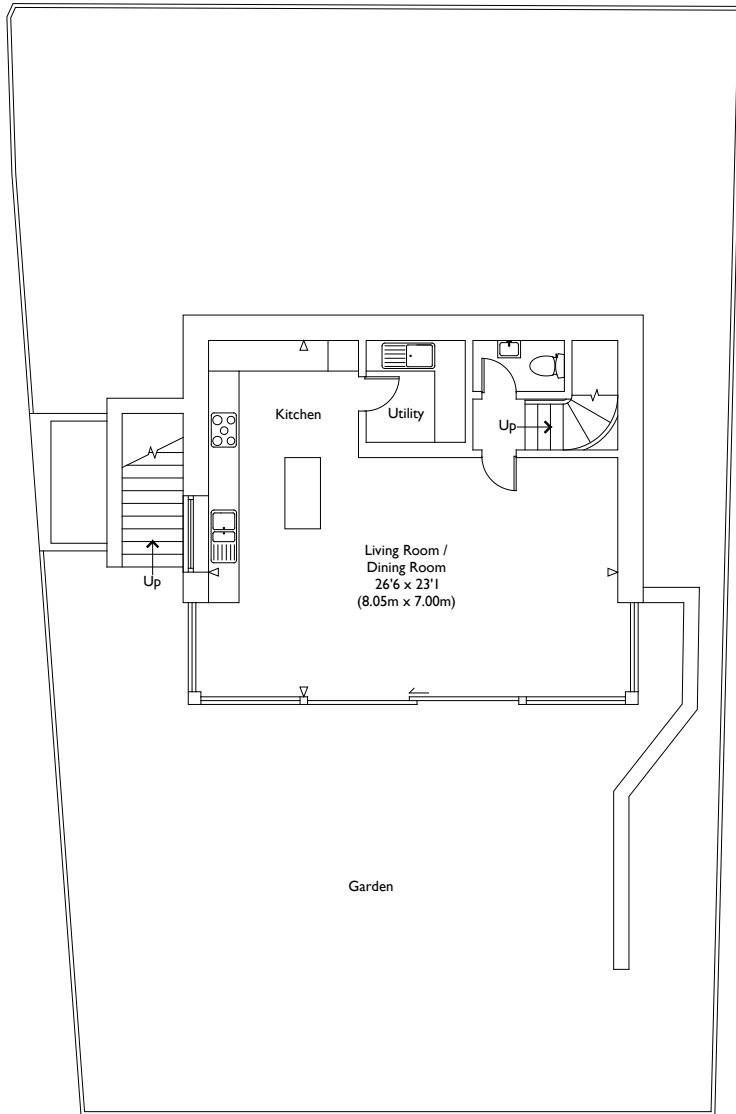 Kitchen
Utility
Up
Living Room /
Dining Room
26'6 x 23'1
(8.05m x 7.00m)
Up
Garden